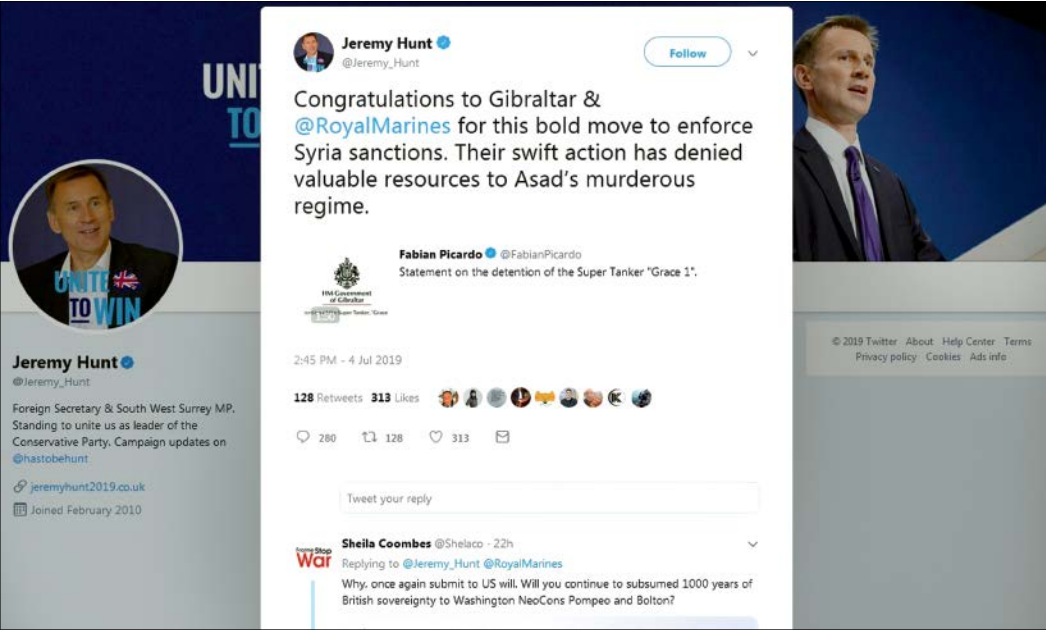 UNI
TO
UNITE
TO WIN
Jeremy Hunt
@Jeremy_Hunt
Foreign Secretary & South West Surrey MP.
Standing to unite us as leader of the
Conservative Party. Campaign updates on
@hastobehunt
jeremyhunt2019.co.uk
Joined February 2010
Jeremy Hunt
@Jeremy_Hunt
Follow
Congratulations to Gibraltar &
@RoyalMarines for this bold move to enforce
Syria sanctions. Their swift action has denied
valuable resources to Asad's murderous
regime.
Fabian Picardo @FabianPicardo
Statement on the detention of the Super Tanker "Grace 1".
HM Government
of Gibraltar
Super Tanker, "Grace
2:45 PM - 4 Jul 2019
128 Retweets 313 Likes
280 128 313
Tweet your reply
Sheila Coombes @Shelaco - 22h
Replying to @Jeremy_Hunt @RoyalMarines
Why, once again submit to US will. Will you continue to subsumed 1000 years of
British sovereignty to Washington NeoCons Pompeo and Bolton?
Stop
War
© 2019 Twitter About Help Center Terms
Privacy policy Cookies Ads info